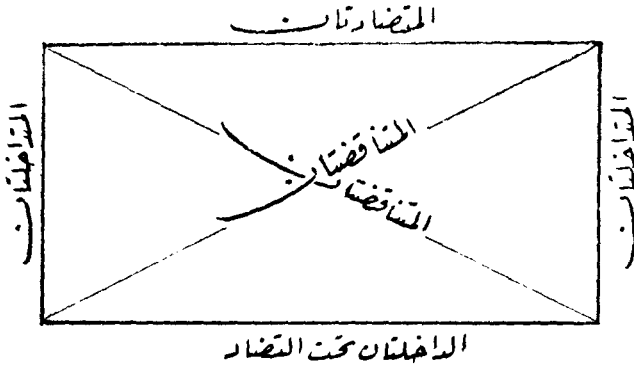 المتضادتان
المتداخلتان
المتداخلتان
المتناقضتان
المتناقضتان
الداخلتان تحت التضاد